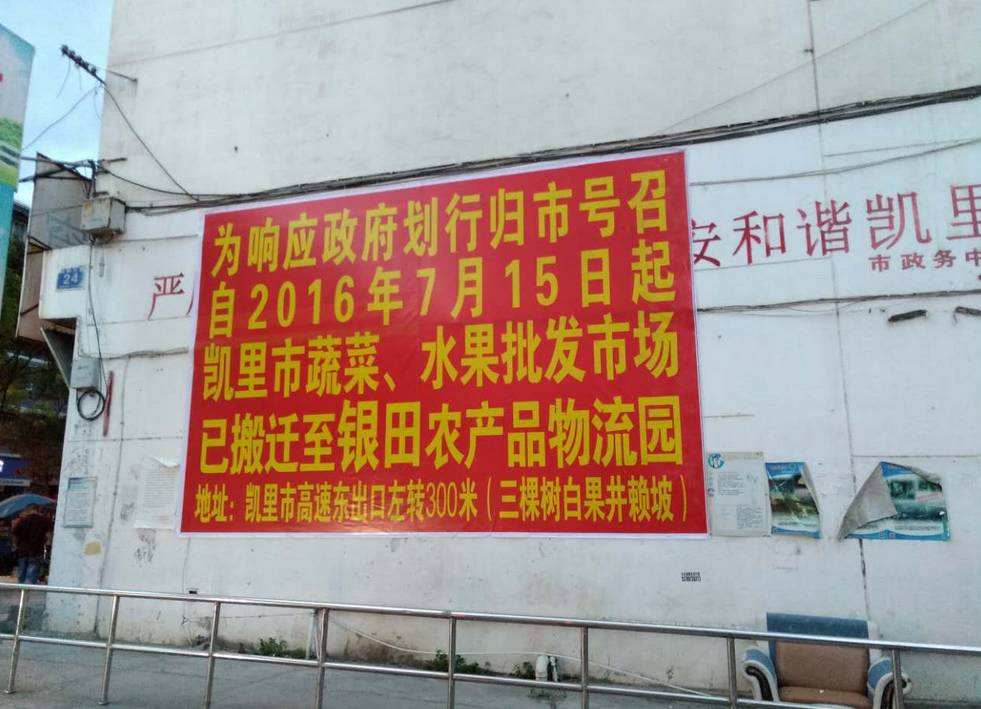 为响应政府划行归市号召
自2016年7月15日起
凯里市蔬菜、水果批发市场
已搬迁至银田农产品物流园
地址：凯里市高速东出口左转300米（三棵树白果井赖坡）
严
安和谐凯里
市政务中
24